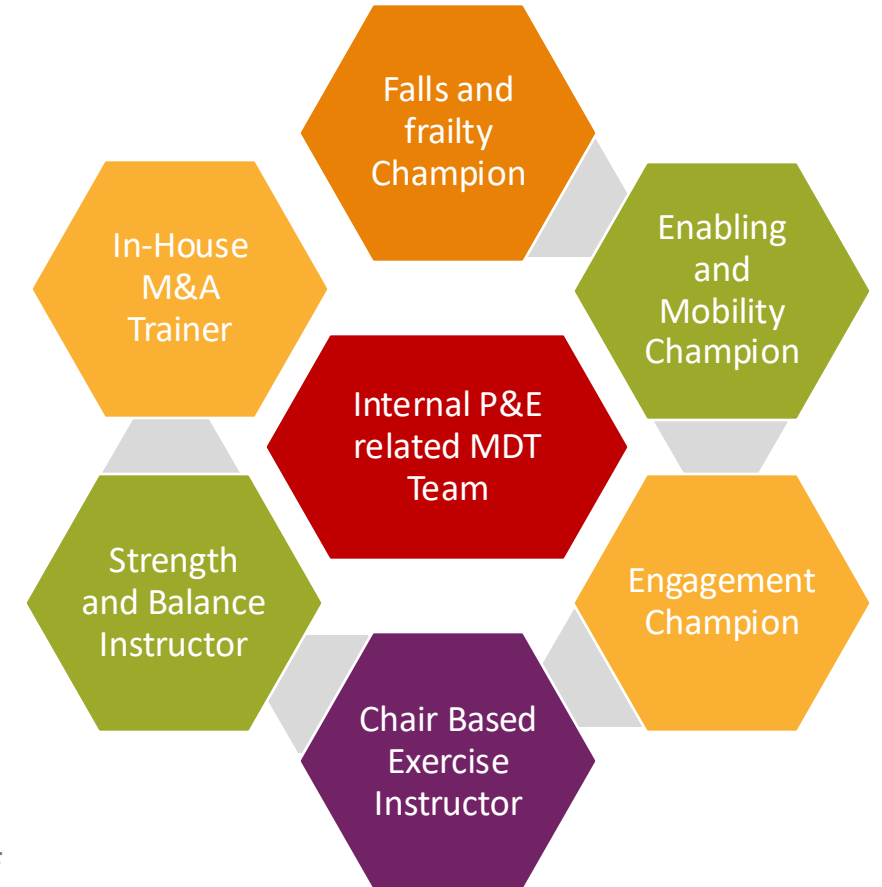 Falls and
frailty
Champion
Enabling
and
Mobility
Champion
Engagement
Champion
Chair Based
Exercise
Instructor
Strength
and Balance
Instructor
In-House
M&A
Trainer
Internal P&E
related MDT
Team